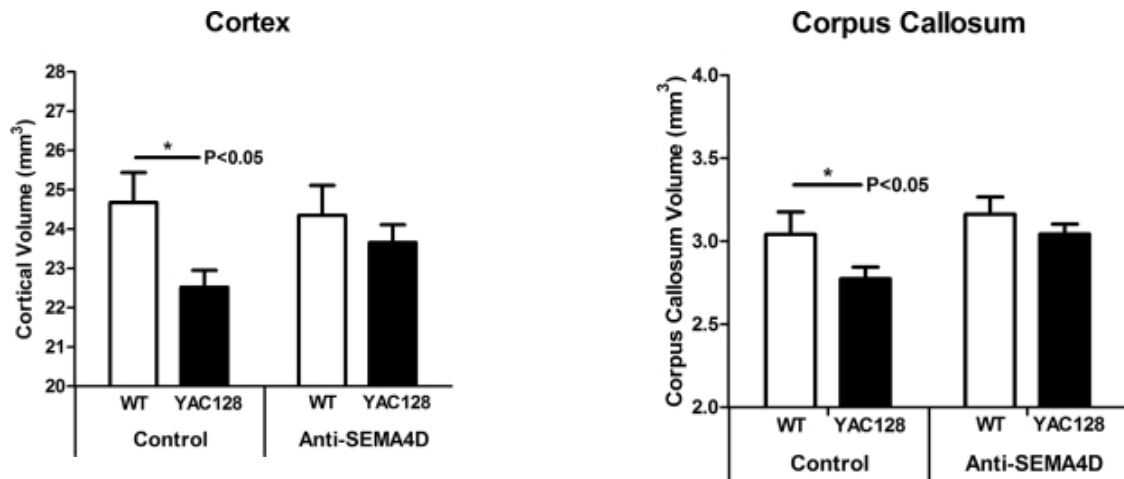 Cortex
Cortical Volume (mm³)
28
27
26
25
24
23
22
21
20
*
P<0.05
WT YAC128 WT YAC128
Control Anti-SEMA4D
Corpus Callosum
Corpus Callosum Volume (mm³)
4.0
3.5
3.0
2.5
2.0
*
P<0.05
WT YAC128 WT YAC128
Control Anti-SEMA4D